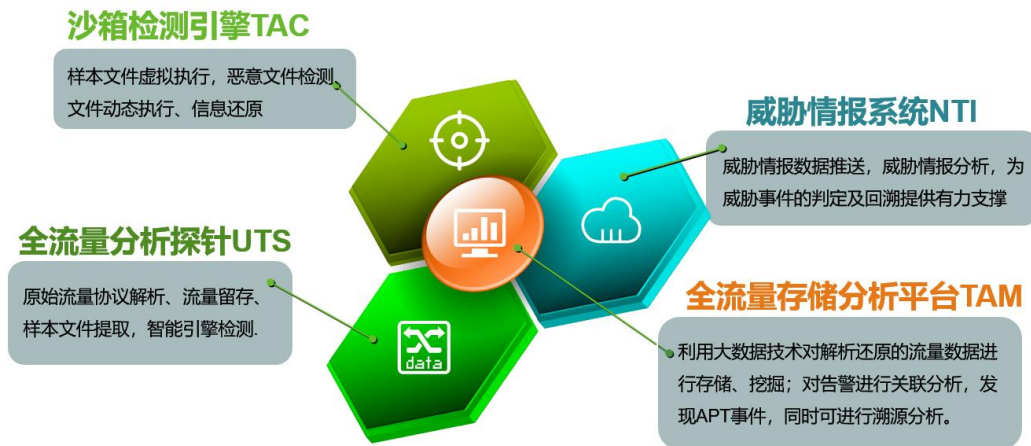 沙箱检测引擎TAC
样本文件虚拟执行，恶意文件检测
文件动态执行、信息还原
威胁情报系统NTI
威胁情报数据推送，威胁情报分析，为
威胁事件的判定及回溯提供有力支撑
全流量分析探针UTS
原始流量协议解析、流量留存、
样本文件提取，智能引擎检测.
data
全流量存储分析平台TAM
利用大数据技术对解析还原的流量数据进
行存储、挖掘；对告警进行关联分析，发
现APT事件，同时可进行溯源分析。